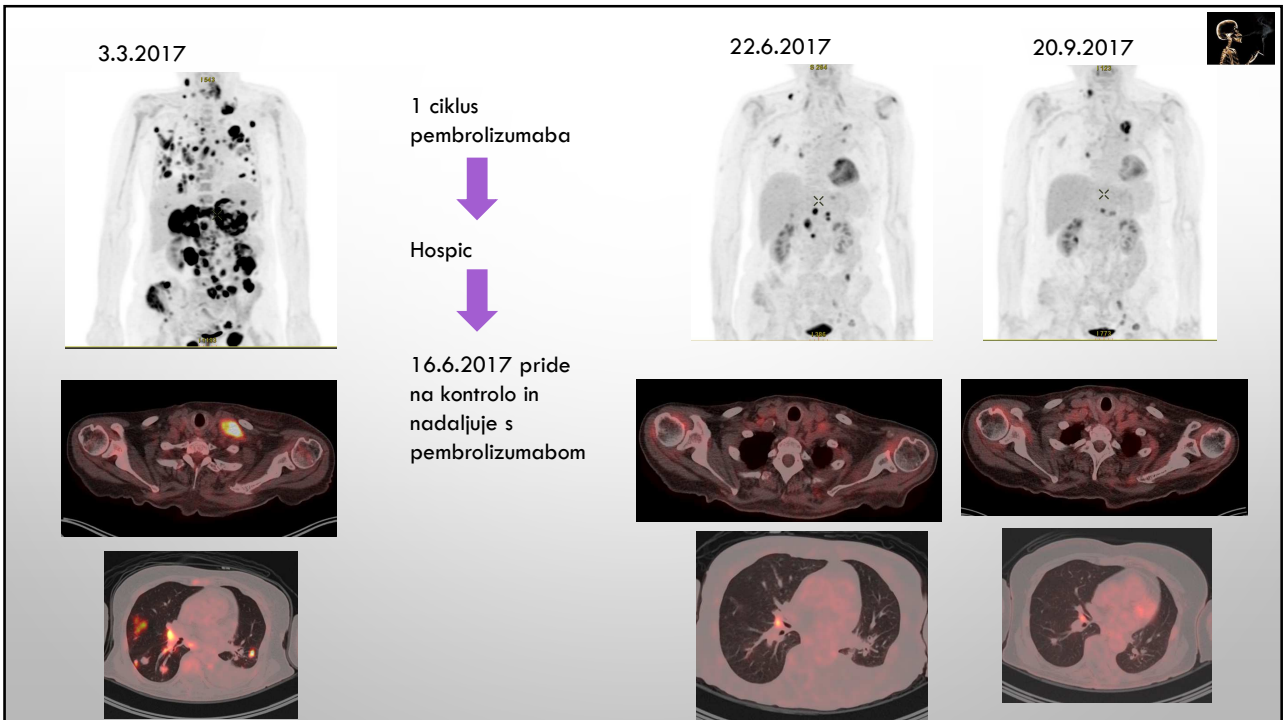 3.3.2017
22.6.2017
20.9.2017
1 ciklus
pembrolizumaba
Hospic
16.6.2017 pride
na kontrolo in
nadaljuje s
pembrolizumabom